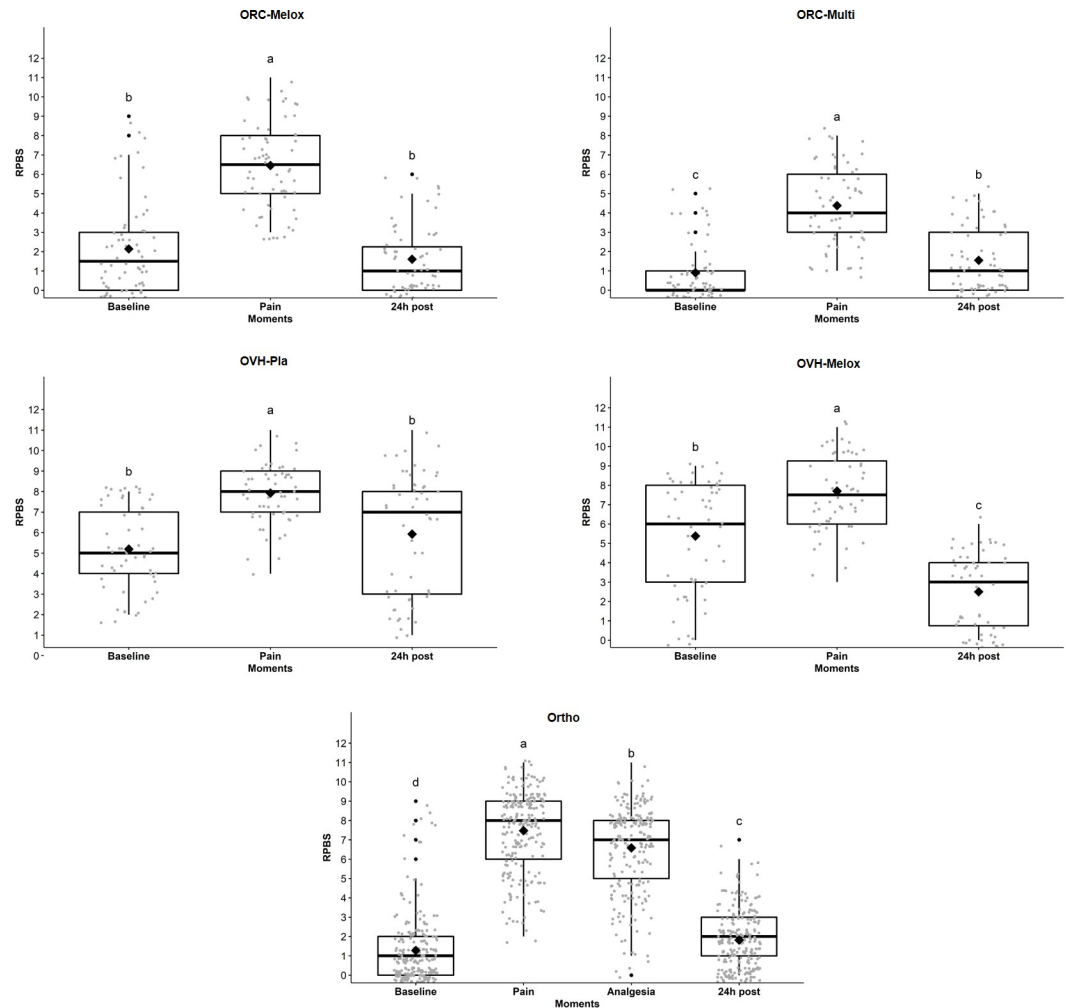 ORC-Melox
12
11
10
9
8
7
6
5
4
3
2
1
0
RPBS
b
a
b
Baseline Pain 24h post
Moments
ORC-Multi
12
11
10
9
8
7
6
5
4
3
2
1
0
RPBS
c
a
b
Baseline Pain 24h post
Moments
OVH-Pla
12
11
10
9
8
7
6
5
4
3
2
1
0
RPBS
b
a
b
Baseline Pain 24h post
Moments
OVH-Melox
12
11
10
9
8
7
6
5
4
3
2
1
0
RPBS
b
a
c
Baseline Pain 24h post
Moments
Ortho
12
11
10
9
8
7
6
5
4
3
2
1
0
RPBS
d
a
b
c
Baseline Pain Analgesia 24h post
Moments